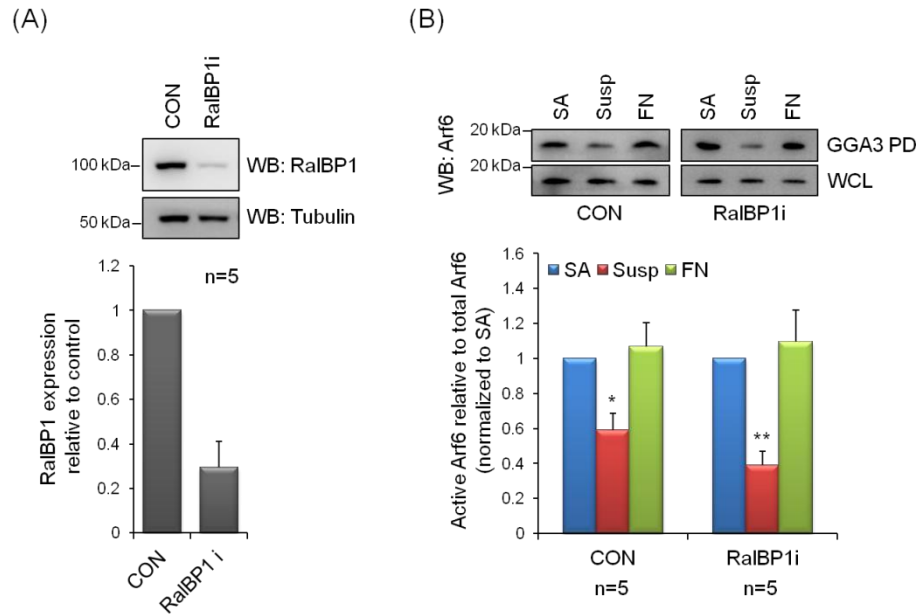 (A)
CON
RalBP1i
100 kDa
WB: RalBP1
50 kDa
WB: Tubulin
n=5
RalBP1 expression
relative to control
1
0.8
0.6
0.4
0.2
0
CON
RalBP1 i
(B)
WB: Arf6
SA
Susp
FN
SA
Susp
FN
20 kDa
GGA3 PD
20 kDa
WCL
CON
RalBP1i
Active Arf6 relative to total Arf6
(normalized to SA)
SA Susp FN
1.6
1.4
1.2
1
0.8
0.6
0.4
0.2
0
*
**
CON
RalBP1i
n=5
n=5